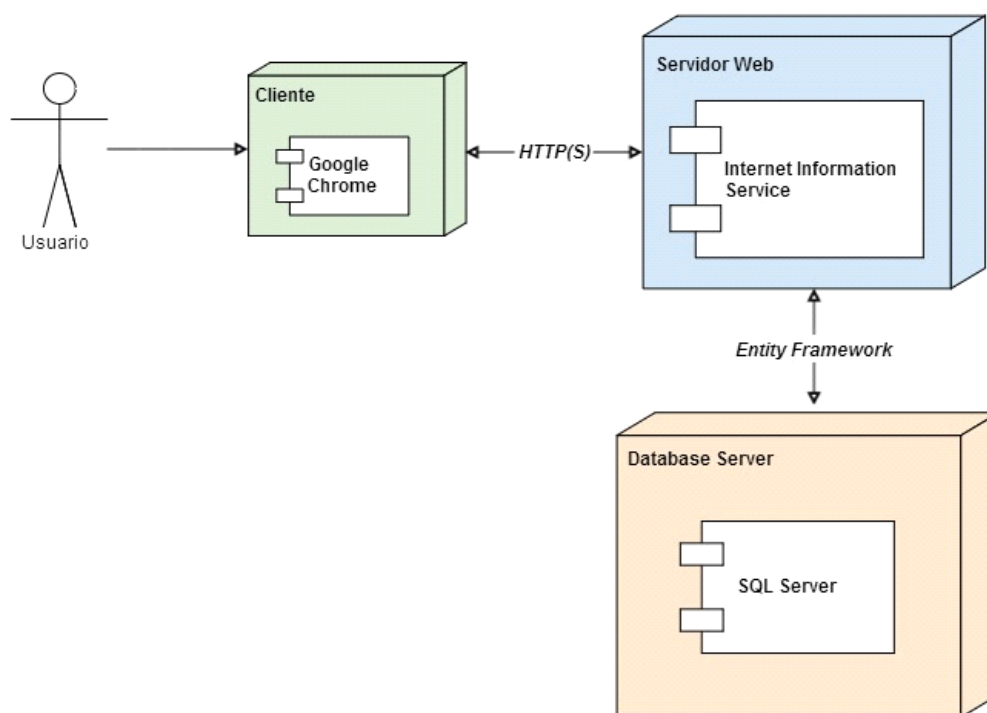 Usuario
Cliente
Google
Chrome
HTTP(S)
Servidor Web
Internet Information
Service
Entity Framework
Database Server
SQL Server